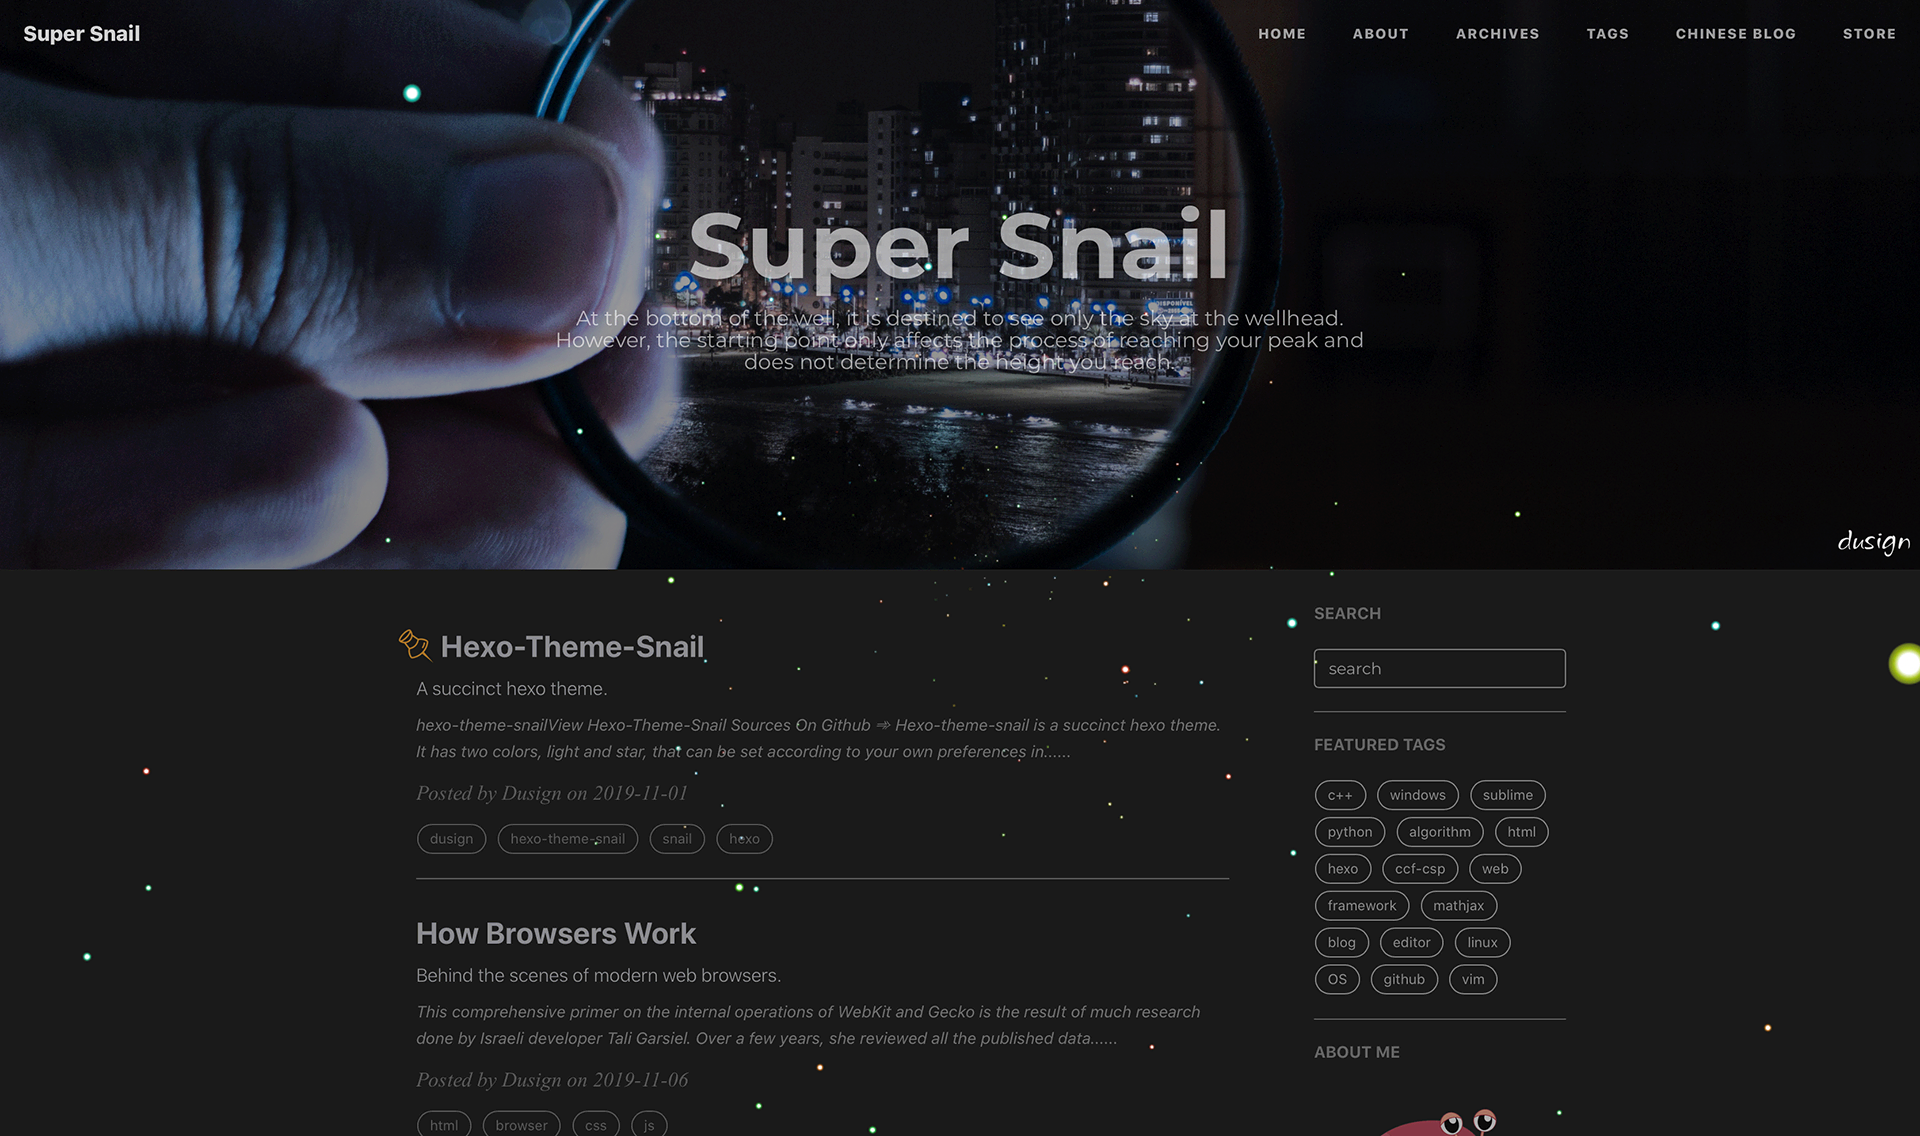 Super Snail
HOME ABOUT ARCHIVES TAGS CHINESE BLOG STORE
Super Snail
DISPONÍVEL
At the bottom of the well, it is destined to see only the sky at the wellhead.
However, the starting point only affects the process of reaching your peak and
does not determine the height you reach.
dusign
Hexo-Theme-Snail
A succinct hexo theme.
hexo-theme-snailView Hexo-Theme-Snail Sources On Github ➾ Hexo-theme-snail is a succinct hexo theme.
It has two colors, light and star, that can be set according to your own preferences in......
Posted by Dusign on 2019-11-01
dusign hexo-theme-snail snail hexo
How Browsers Work
Behind the scenes of modern web browsers.
This comprehensive primer on the internal operations of WebKit and Gecko is the result of much research
done by Israeli developer Tali Garsiel. Over a few years, she reviewed all the published data......
Posted by Dusign on 2019-11-06
html browser css js
SEARCH
search
FEATURED TAGS
c++ windows sublime
python algorithm html
hexo ccf-csp web
framework mathjax
blog editor linux
OS github vim
ABOUT ME